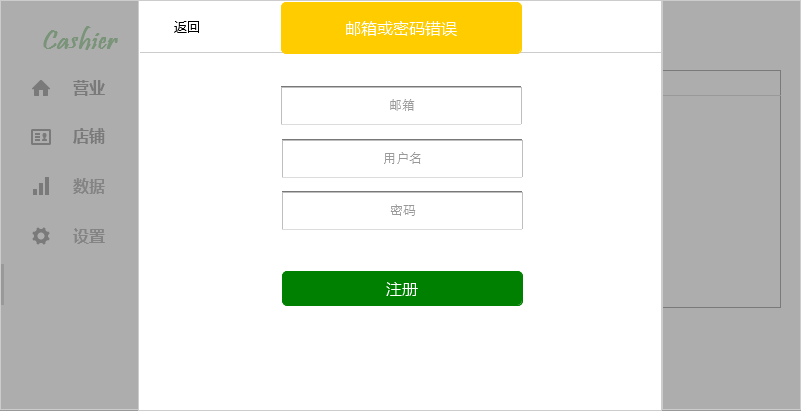 Cashier
营业
店铺
数据
设置
返回
邮箱或密码错误
邮箱
用户名
密码
注册